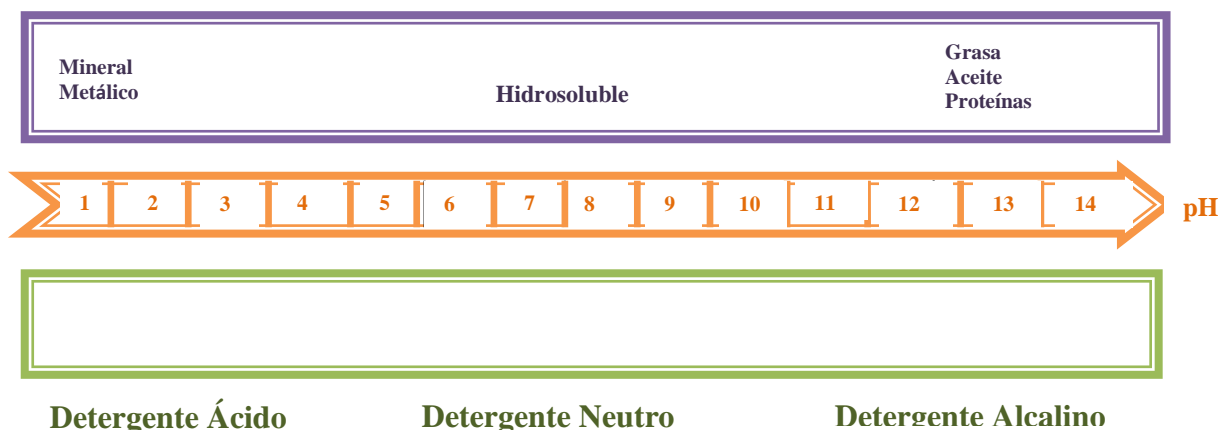 Mineral
Metálico
Hidrosoluble
Grasa
Aceite
Proteínas
1 2 3 4 5 6 7 8 9 10 11 12 13 14 pH
Detergente Ácido Detergente Neutro Detergente Alcalino